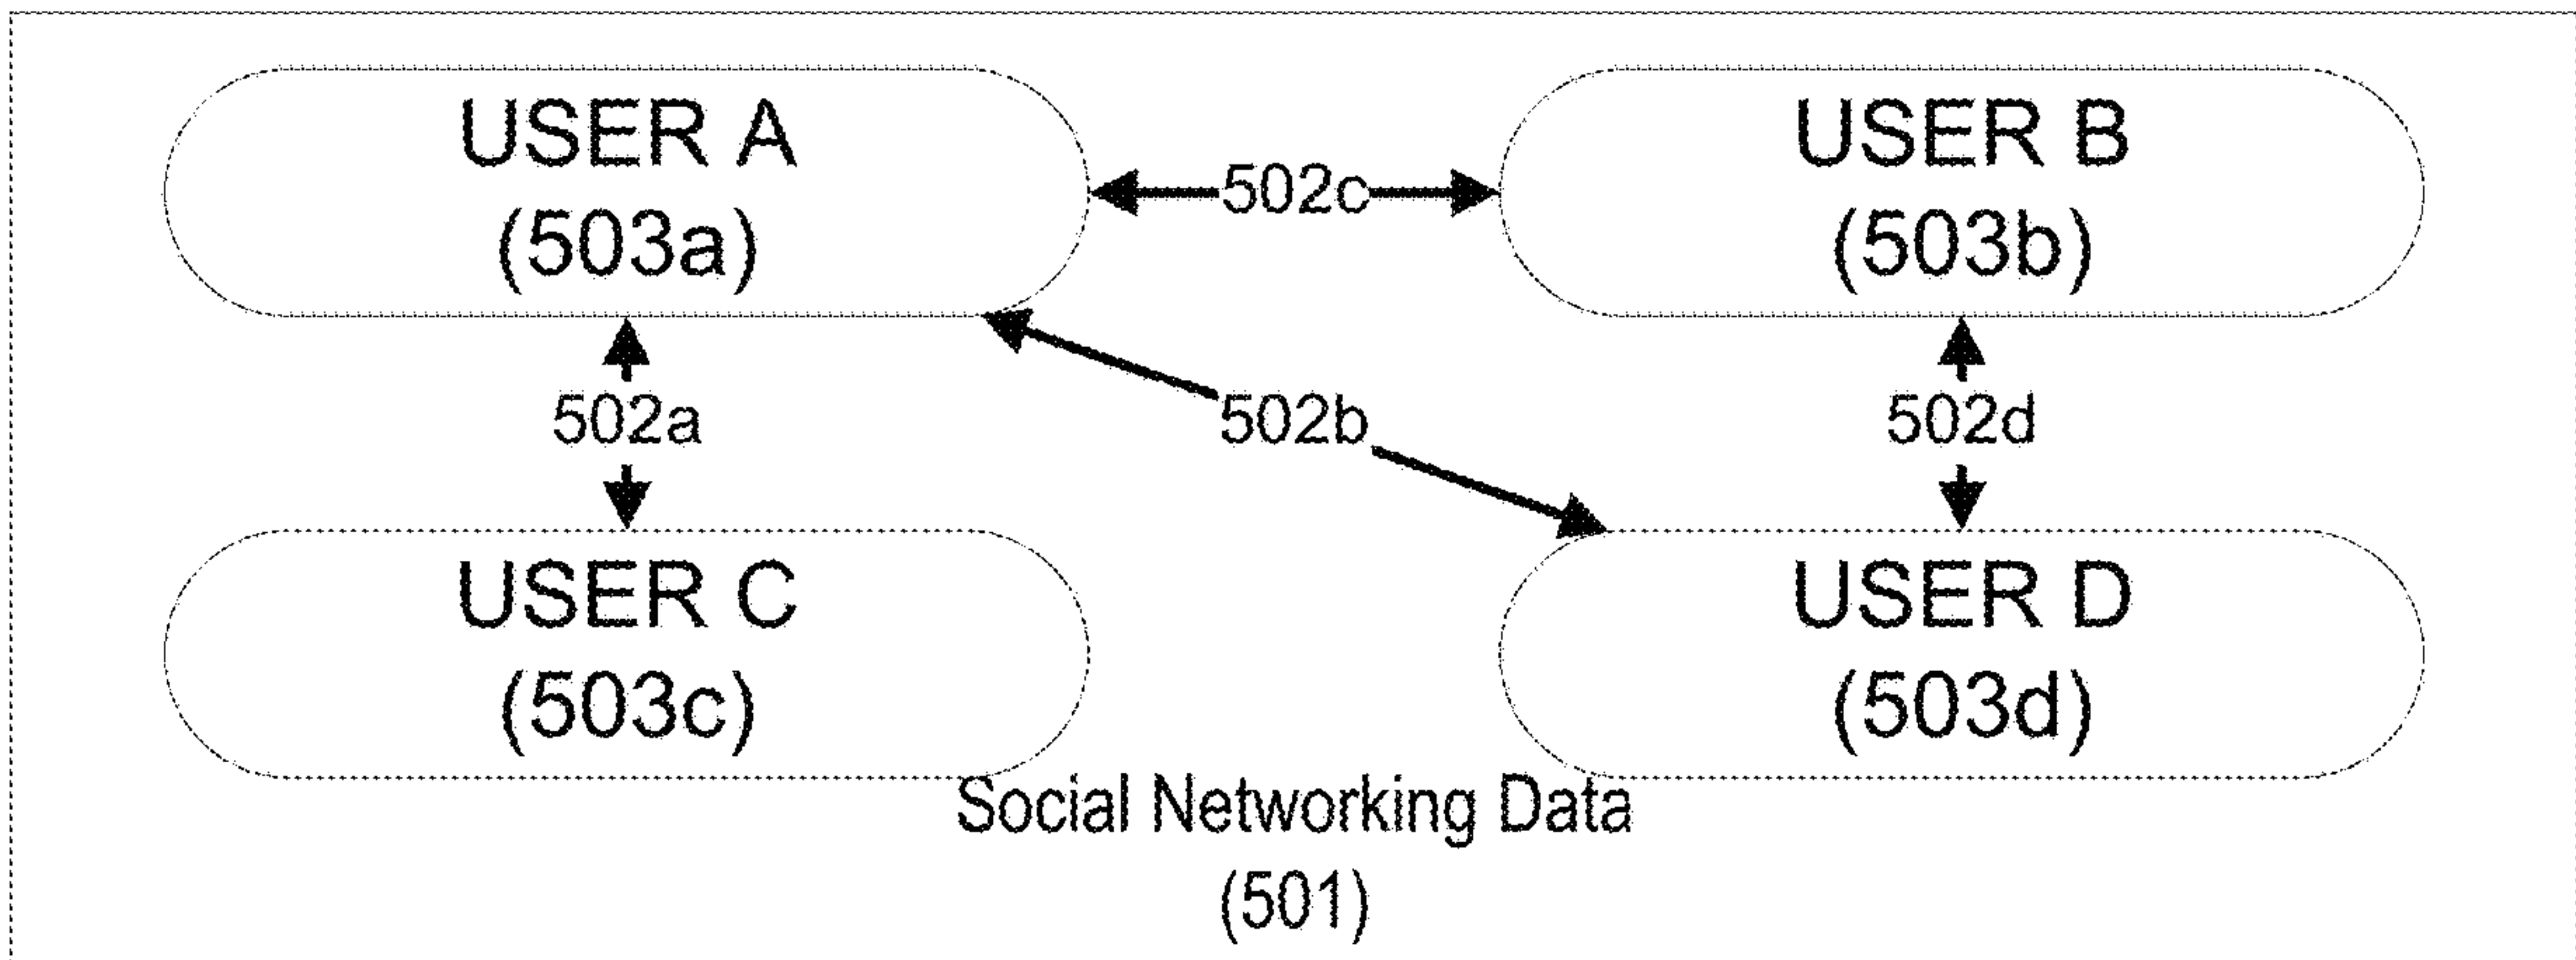 USER A
(503a)
502c
USER B
(503b)
502a
502b
502d
USER C
(503c)
USER D
(503d)
Social Networking Data
(501)